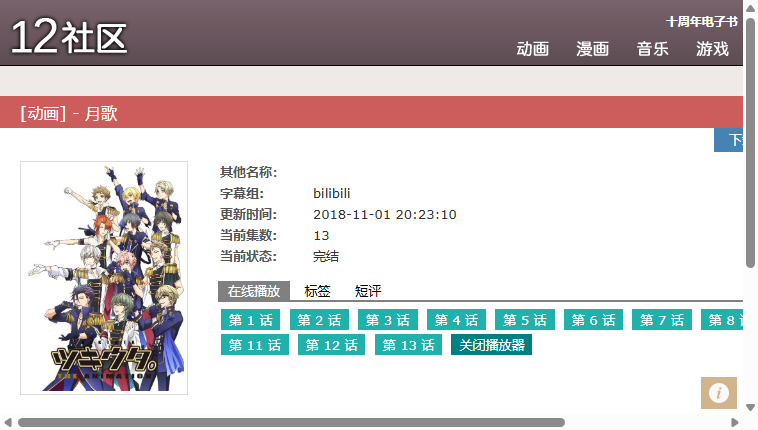 12社区
十周年电子书
动画 漫画 音乐 游戏
[动画] - 月歌
其他名称:
字幕组: bilibili
更新时间: 2018-11-01 20:23:10
当前集数: 13
当前状态: 完结
ツキウタ。
THE ANIMATION
在线播放 标签 短评
第 1 话 第 2 话 第 3 话 第 4 话 第 5 话 第 6 话 第 7 话 第 8
第 11 话 第 12 话 第 13 话 关闭播放器